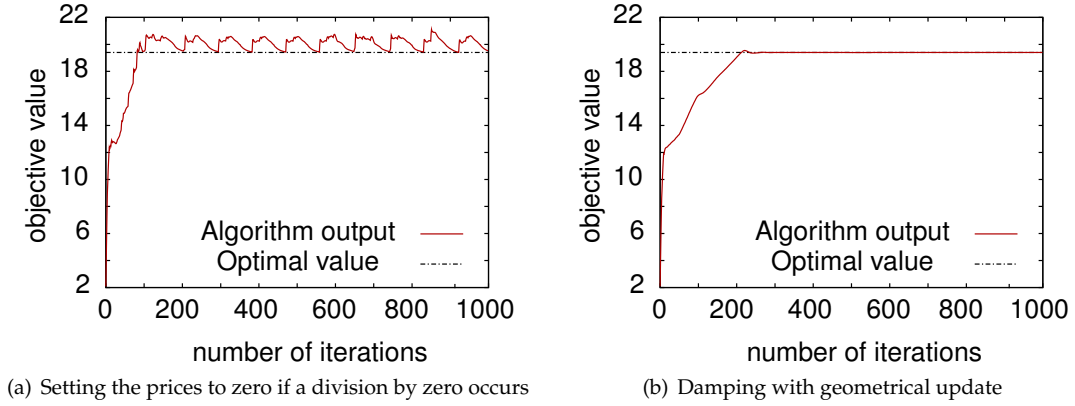 22
18
14
10
6
2
objective value
Algorithm output
Optimal value
0 200 400 600 800 1000
number of iterations
(a) Setting the prices to zero if a division by zero occurs
22
18
14
10
6
2
objective value
Algorithm output
Optimal value
0 200 400 600 800 1000
number of iterations
(b) Damping with geometrical update